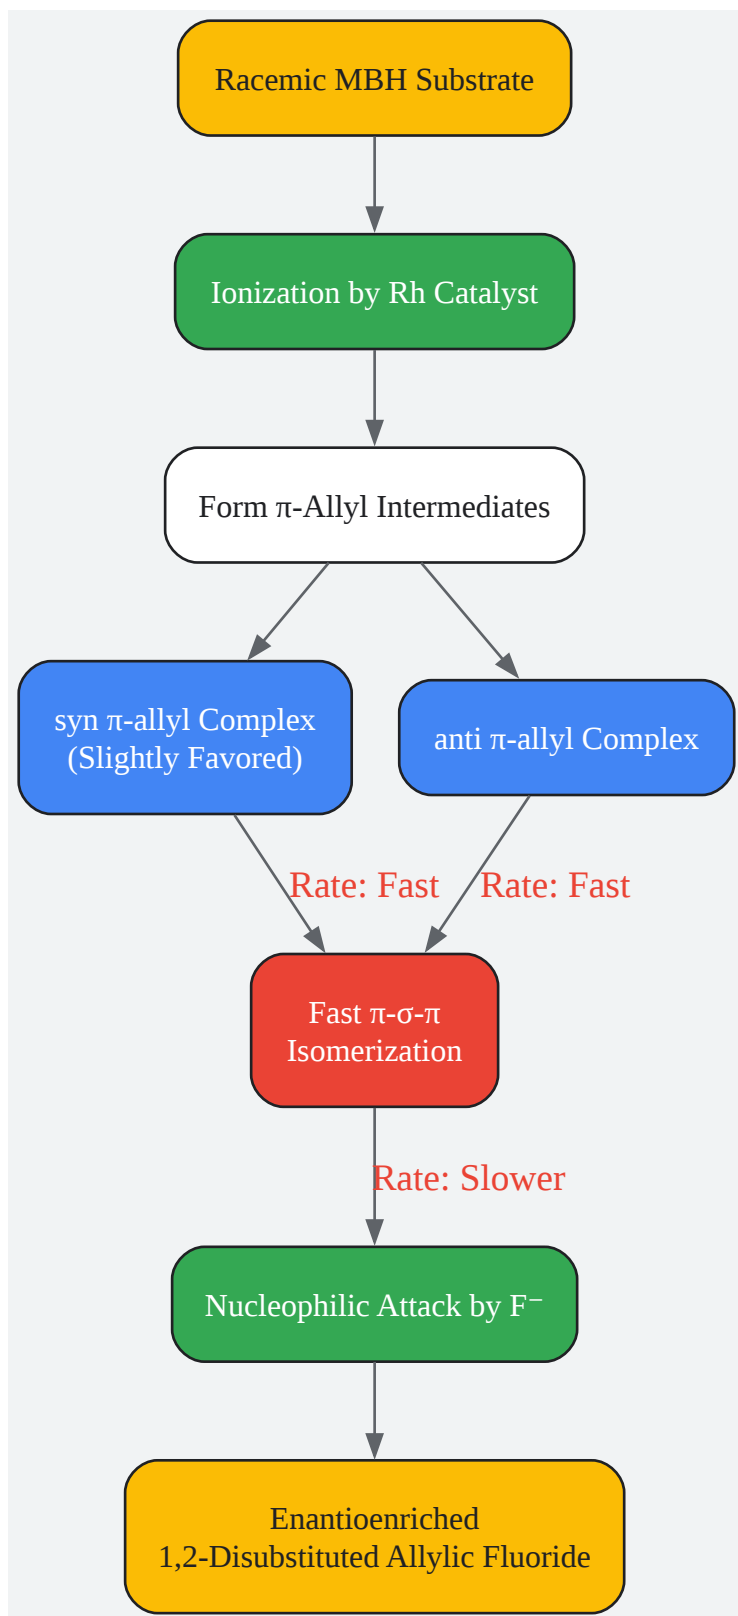 Racemic MBH Substrate
Ionization by Rh Catalyst
Form π-Allyl Intermediates
syn π-allyl Complex
(Slightly Favored)
anti π-allyl Complex
Rate: Fast
Rate: Fast
Fast π-σ-π
Isomerization
Rate: Slower
Nucleophilic Attack by F⁻
Enantioenriched
1,2-Disubstituted Allylic Fluoride